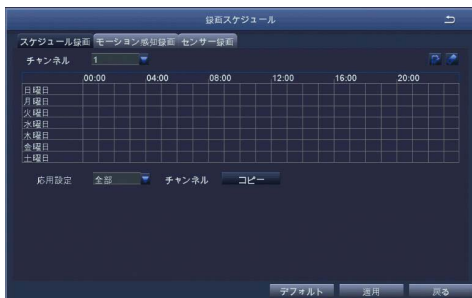 録画スケジュール
スケジュール録画 モーション感知録画 センサー録画
チャンネル 1
00:00 04:00 08:00 12:00 16:00 20:00
日曜日
月曜日
火曜日
水曜日
木曜日
金曜日
土曜日
応用設定 全部 チャンネル コピー
デフォルト 適用 戻る